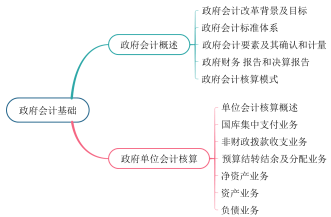 政府会计基础
政府会计概述
政府会计改革背景及目标
政府会计标准体系
政府会计要素及其确认和计量
政府财务 报告和决算报告
政府会计核算模式
政府单位会计核算
单位会计核算概述
国库集中支付业务
非财政拨款收支业务
预算结转结余及分配业务
净资产业务
资产业务
负债业务